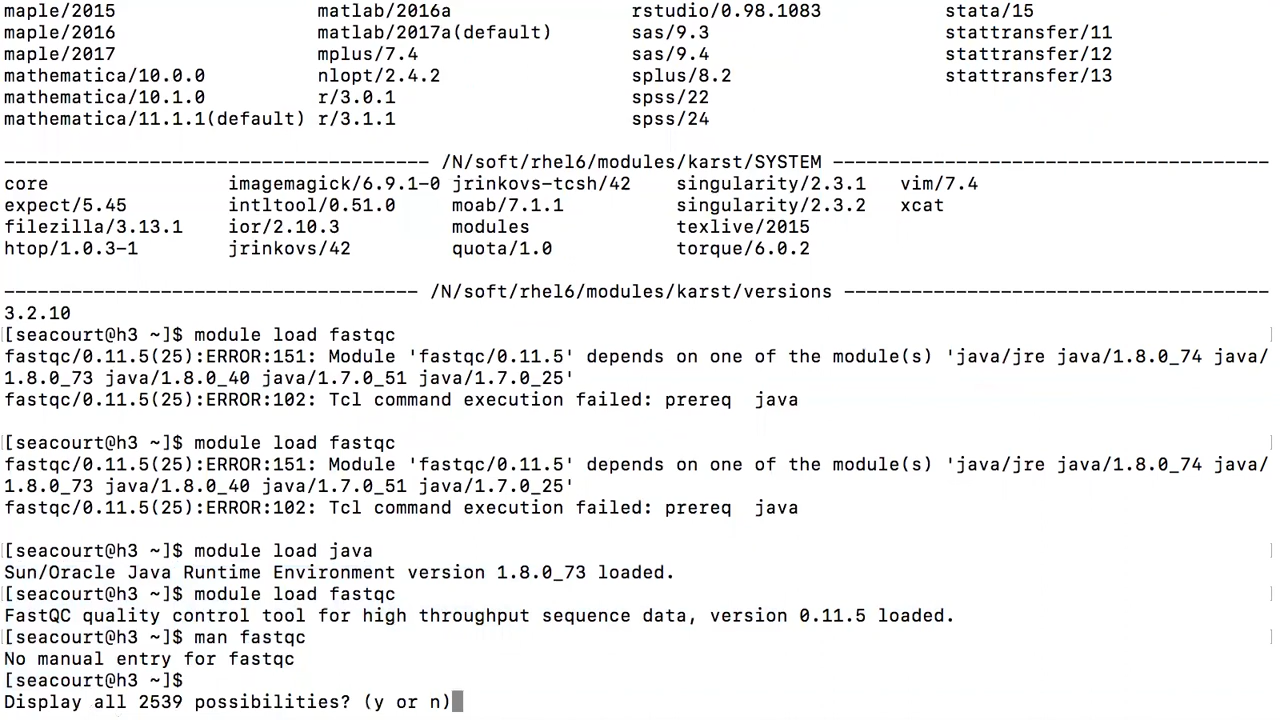 maple/2015 matlab/2016a rstudio/0.98.1083 stata/15
maple/2016 matlab/2017a(default) sas/9.3 stattransfer/11
maple/2017 mplus/7.4 sas/9.4 stattransfer/12
mathematica/10.0.0 nlopt/2.4.2 splus/8.2 stattransfer/13
mathematica/10.1.0 r/3.0.1 spss/22
mathematica/11.1.1(default) r/3.1.1 spss/24
-------------------------------------- /N/soft/rhel6/modules/karst/SYSTEM ---------------------------------------
core imagemagick/6.9.1-0 jrinkovs-tcsh/42 singularity/2.3.1 vim/7.4
expect/5.45 intltool/0.51.0 moab/7.1.1 singularity/2.3.2 xcat
filezilla/3.13.1 ior/2.10.3 modules texlive/2015
htop/1.0.3-1 jrinkovs/42 quota/1.0 torque/6.0.2
------------------------------------- /N/soft/rhel6/modules/karst/versions --------------------------------------
3.2.10
[seacourt@h3 ~]$ module load fastqc
fastqc/0.11.5(25):ERROR:151: Module 'fastqc/0.11.5' depends on one of the module(s) 'java/jre java/1.8.0_74 java/
1.8.0_73 java/1.8.0_40 java/1.7.0_51 java/1.7.0_25'
fastqc/0.11.5(25):ERROR:102: Tcl command execution failed: prereq  java
[seacourt@h3 ~]$ module load fastqc
fastqc/0.11.5(25):ERROR:151: Module 'fastqc/0.11.5' depends on one of the module(s) 'java/jre java/1.8.0_74 java/
1.8.0_73 java/1.8.0_40 java/1.7.0_51 java/1.7.0_25'
fastqc/0.11.5(25):ERROR:102: Tcl command execution failed: prereq  java
[seacourt@h3 ~]$ module load java
Sun/Oracle Java Runtime Environment version 1.8.0_73 loaded.
[seacourt@h3 ~]$ module load fastqc
FastQC quality control tool for high throughput sequence data, version 0.11.5 loaded.
[seacourt@h3 ~]$ man fastqc
No manual entry for fastqc
[seacourt@h3 ~]$
Display all 2539 possibilities? (y or n)